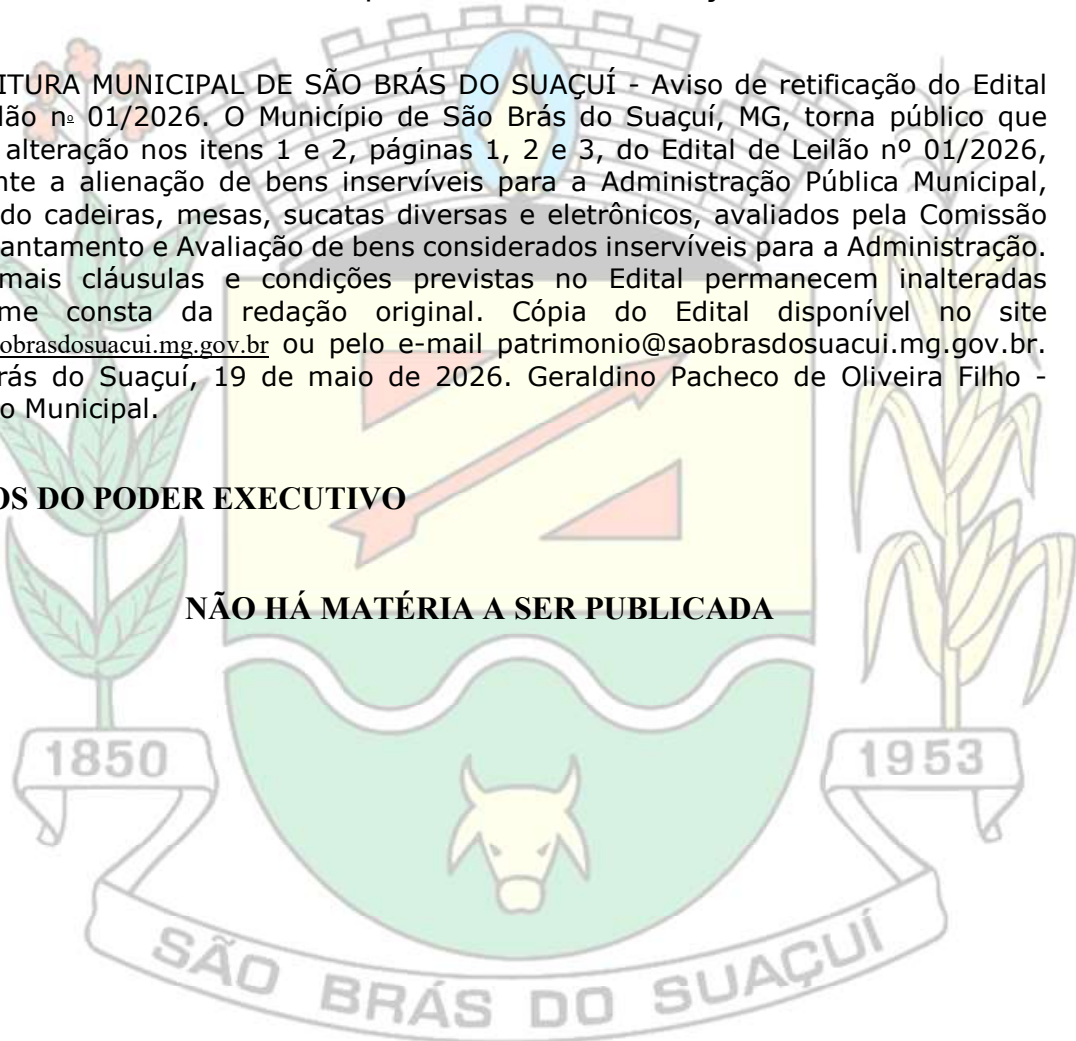 ITURA MUNICIPAL DE SÃO BRÁS DO SUAÇUÍ - Aviso de retificação do Edital
lão nº 01/2026. O Município de São Brás do Suaçuí, MG, torna público que
alteração nos itens 1 e 2, páginas 1, 2 e 3, do Edital de Leilão nº 01/2026,
nte a alienação de bens inservíveis para a Administração Pública Municipal,
do cadeiras, mesas, sucatas diversas e eletrônicos, avaliados pela Comissão
antamento e Avaliação de bens considerados inservíveis para a Administração.
mais cláusulas e condições previstas no Edital permanecem inalteradas
me consta da redação original. Cópia do Edital disponível no site
obrasdosuacui.mg.gov.br ou pelo e-mail patrimonio@saobrasdosuacui.mg.gov.br.
rás do Suaçuí, 19 de maio de 2026. Geraldino Pacheco de Oliveira Filho -
o Municipal.
OS DO PODER EXECUTIVO
NÃO HÁ MATÉRIA A SER PUBLICADA
1850
1953
SÃO BRÁS DO SUAÇUÍ